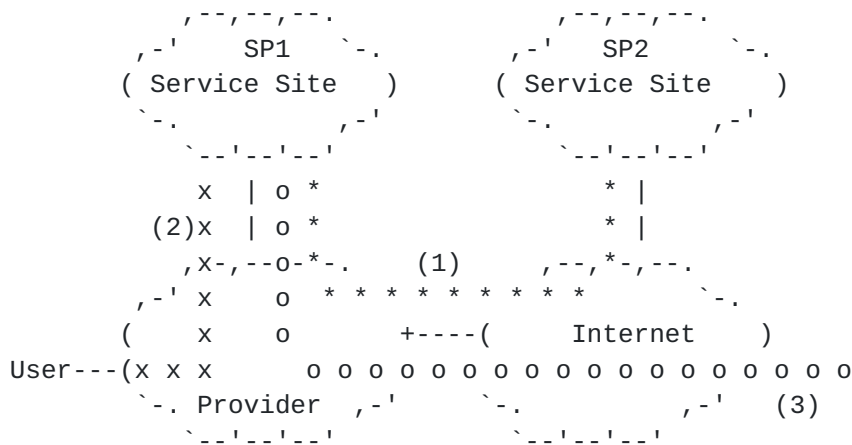 ,--,--,--.              ,--,--,--.
    ,-'    SP1   `-.        ,-'   SP2     `-.
   ( Service Site   )      ( Service Site    )
    `-.          ,-'        `-.          ,-'
       `--'--'--'              `--'--'--'
        x  | o *                  * |
     (2)x  | o *                  * |
       ,x-,--o-*-.    (1)     ,--,*-,--.
    ,-' x    o  * * * * * * * * *       `-.
   (    x    o       +----(     Internet    )
User---(x x x      o o o o o o o o o o o o o o o o o o
    `-. Provider  ,-'     `-.            ,-'   (3)
       `--'--'--'           `--'--'--'